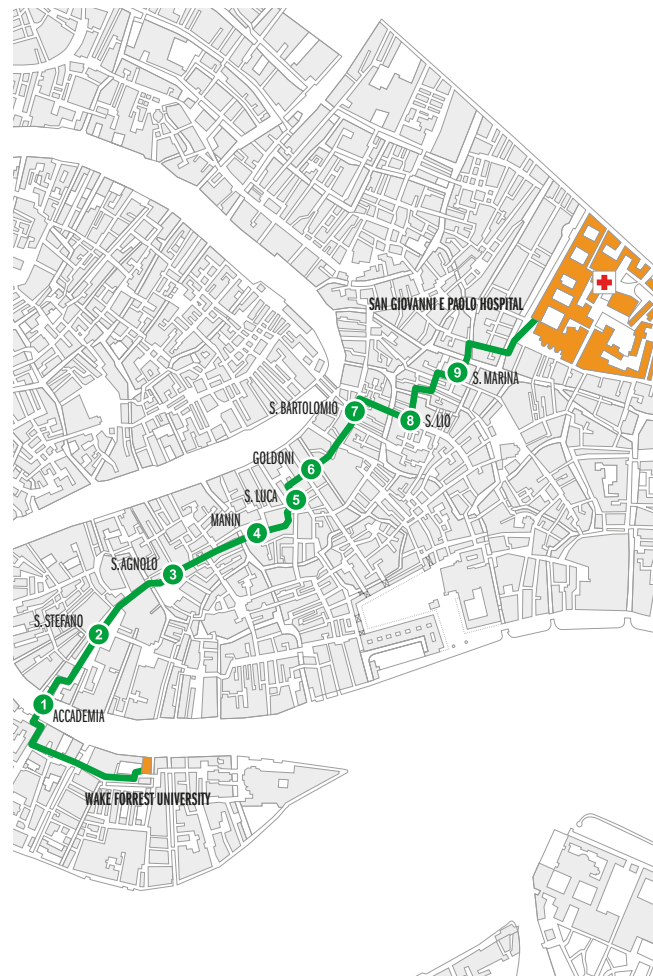 SAN GIOVANNI E PAOLO HOSPITAL
9
S. MARINA
S. BARTOLOMIO
7
8
S. LIO
GOLDONI
6
S. LUCA
5
MANIN
4
S. AGNOLO
3
S. STEFANO
2
1
ACCADEMIA
WAKE FORREST UNIVERSITY